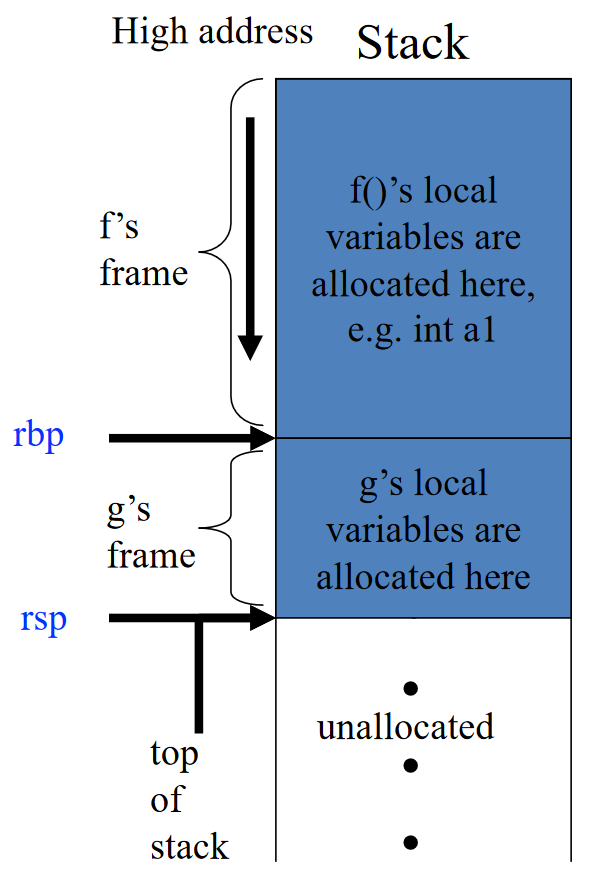 High address
Stack
f()’s local
variables are
allocated here,
e.g. int a1
f’s
frame
rbp
g’s local
variables are
allocated here
g’s
frame
rsp
unallocated
top
of
stack